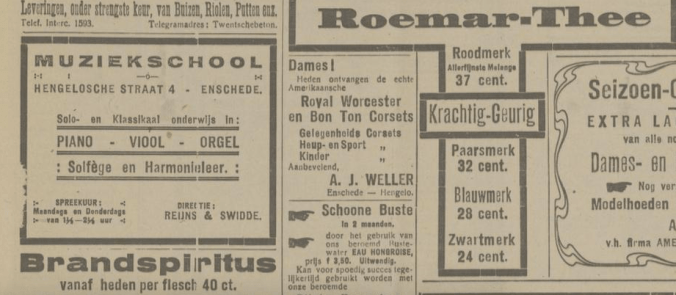 Leveringen, onder strengste keur, van Buizen, Riolen, Putten enz.
Telef. Interc. 1593. Telegramadres: Twentschebeton.
MUZIEKSCHOOL
HENGELOSCHE STRAAT 4 - ENSCHEDE.
Solo- en Klassikaal onderwijs in:
PIANO - VIOOL - ORGEL
: Solfège en Harmonieleer. :
SPREEKUUR:
Maandags en Donderdags
van 1½—2½ uur
DIREKTIE:
REIJNS & SWIDDE.
Brandspiritus
vanaf heden per flesch 40 ct.
Roemar-Thee
Dames!
Heden ontvangen de echte
Amerikaansche
Royal Worcester
en Bon Ton Corsets
Gelegenheids Corsets
Heup- en Sport „
Kinder „
Aanbevelend,
A. J. WELLER
Enschede — Hengelo.
Schoone Buste
in 2 maanden.
door het gebruik van
ons beroemd Buste-
water EAU HONGROISE,
prijs f 3,50. Uitwendig.
Kan voor spoedig succes tege-
lijkertijd gebruikt worden met
onze beroemde
Roodmerk
Allerfijnste Melange
37 cent.
Krachtig-Geurig
Paarsmerk
32 cent.
Blauwmerk
28 cent.
Zwartmerk
24 cent.
Seizoen-
EXTRA LA
van alle
Dames- en
Nog
Modelhoeden
A
v.h. firma AME